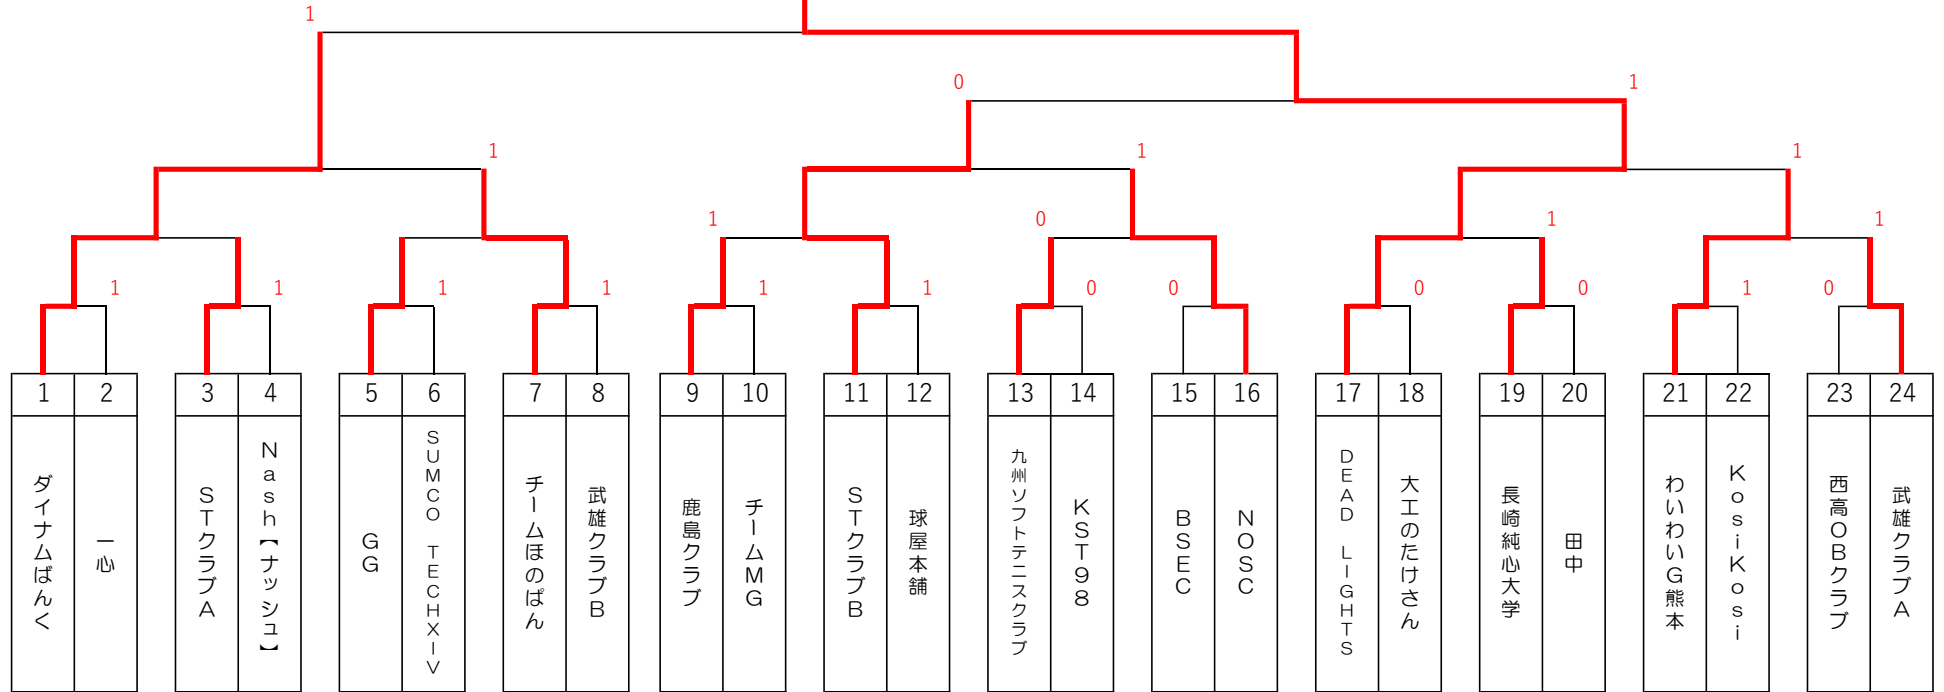 1
0 1
1 1 1
1 0 1 1
1 1 1 1 1 1 0 0 0 0 1 0
1 2 3 4 5 6 7 8 9 10 11 12 13 14 15 16 17 18 19 20 21 22 23 24
ダイナムばんく
一心
STクラブA
Nash【ナッシュ】
GG
SUMCO TECHXIV
チームほのぱん
武雄クラブB
鹿島クラブ
チームMG
STクラブB
球屋本舗
九州ソフトテニスクラブ
KST98
BSEC
NOSC
DEAD LIGHTS
大工のたけさん
長崎純心大学
田中
わいわいG熊本
KosiKosi
西高OBクラブ
武雄クラブA